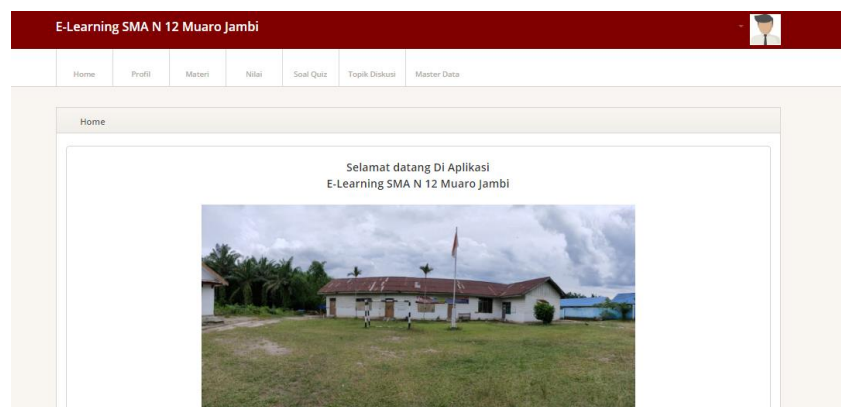 E-Learning SMA N 12 Muaro Jambi
Home Profil Materi Nilai Soal Quiz Topik Diskusi Master Data
Home
Selamat datang Di Aplikasi
E-Learning SMA N 12 Muaro Jambi